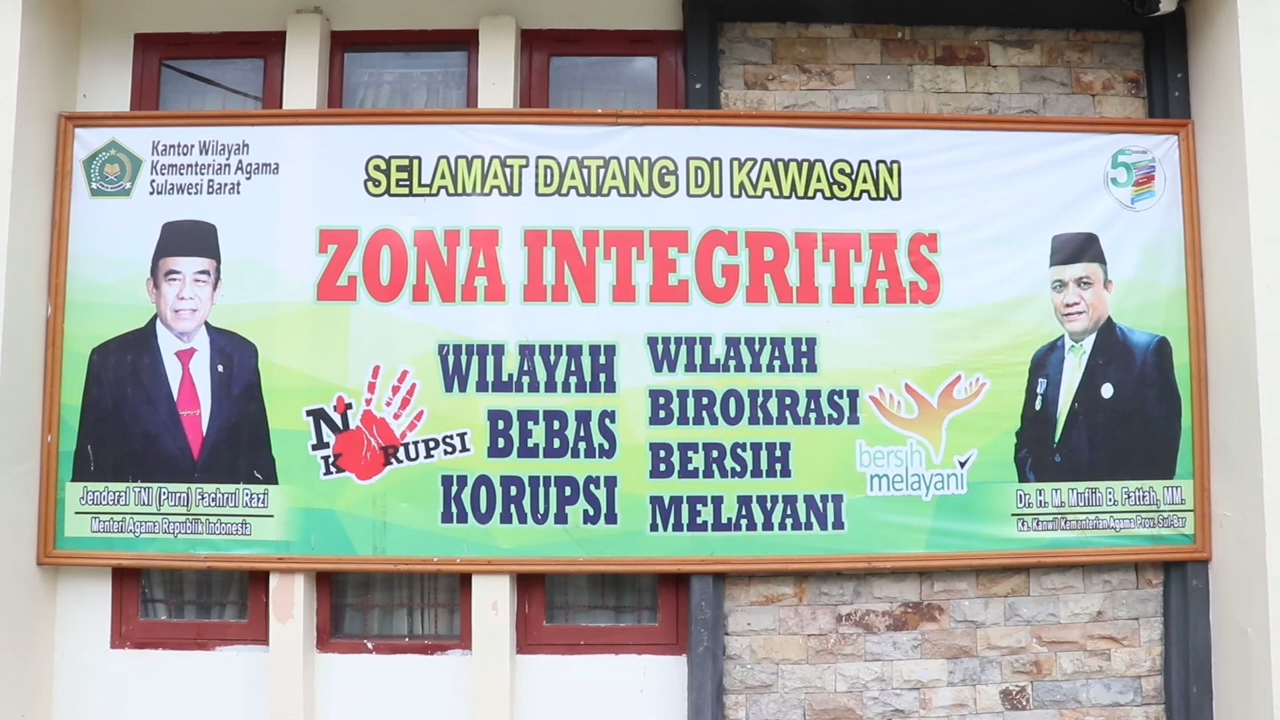 Kantor Wilayah
Kementerian Agama
Sulawesi Barat
SELAMAT DATANG DI KAWASAN
5
ZONA INTEGRITAS
NO KORUPSI
WILAYAH
BEBAS
KORUPSI
WILAYAH
BIROKRASI
BERSIH
MELAYANI
bersih
melayani
Jenderal TNI (Purn) Fachrul Razi
Menteri Agama Republik Indonesia
Dr. H. M. Muflih B. Fattah, MM.
Ka. Kanwil Kementerian Agama Prov. Sul-Bar